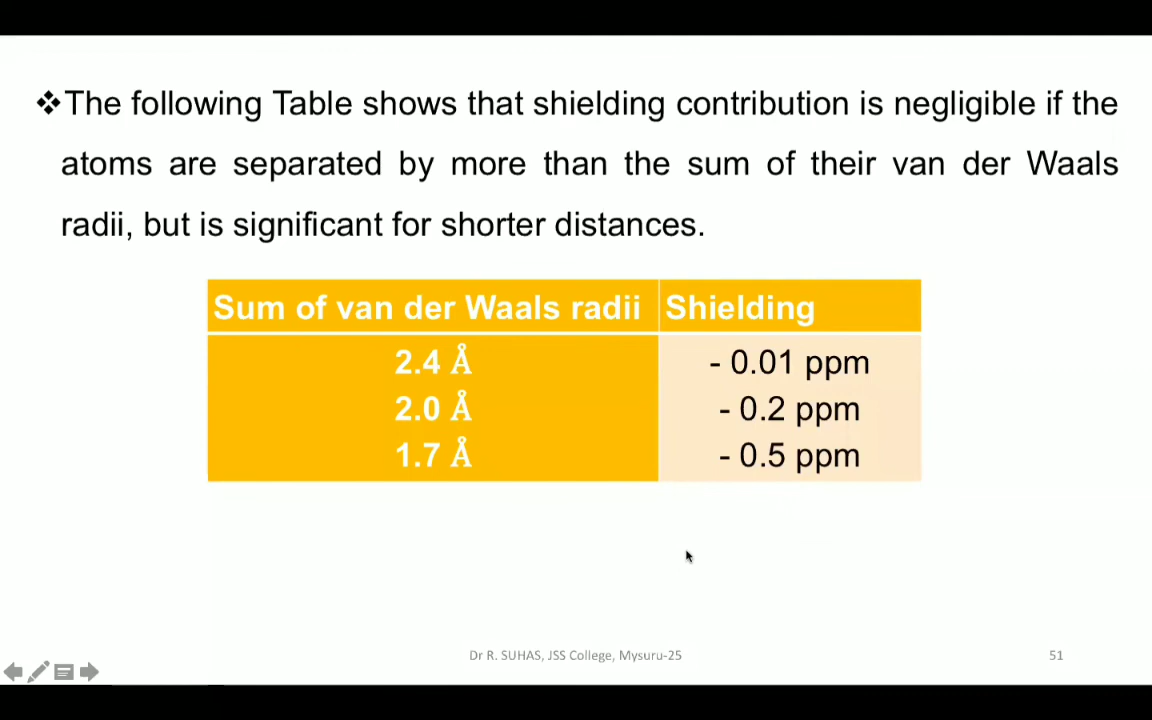 ❖The following Table shows that shielding contribution is negligible if the
atoms are separated by more than the sum of their van der Waals
radii, but is significant for shorter distances.
Sum of van der Waals radii Shielding
2.4 Å - 0.01 ppm
2.0 Å - 0.2 ppm
1.7 Å - 0.5 ppm
Dr R. SUHAS, JSS College, Mysuru-25 51